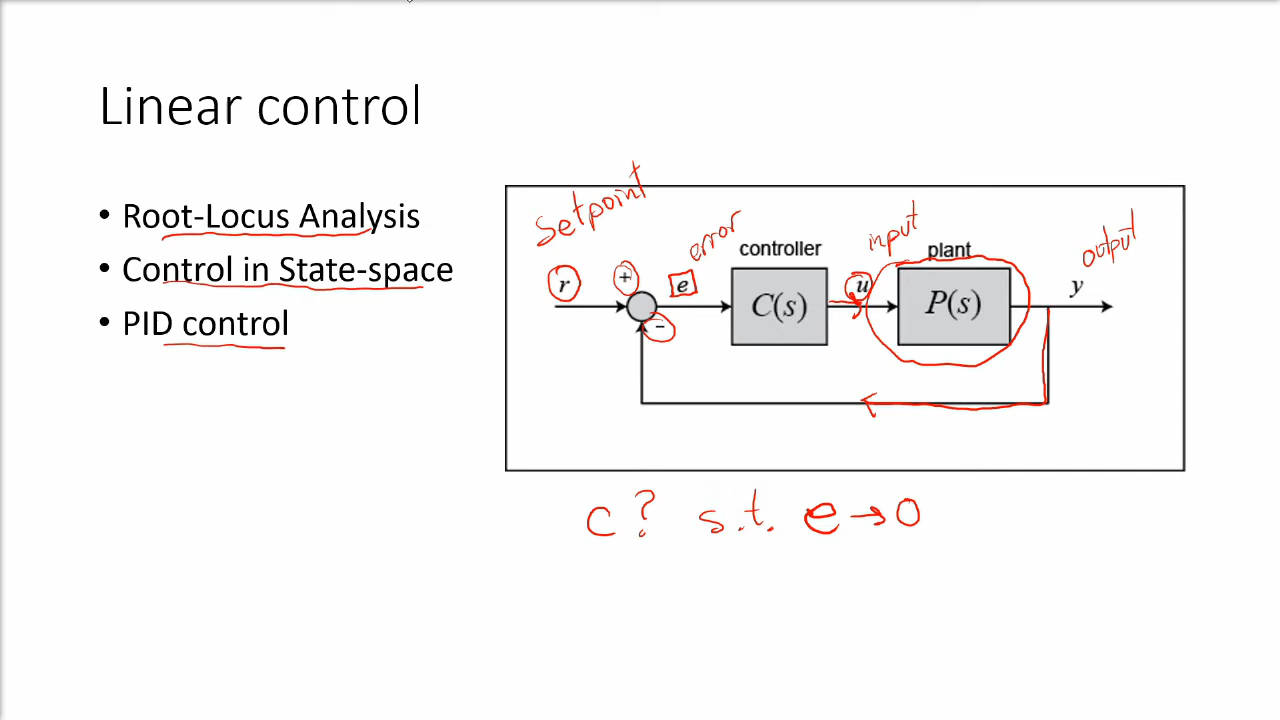 Linear control
• Root-Locus Analysis
• Control in State-space
• PID control
setpoint
error
input
output
controller
plant
r
+
e
u
y
-
C(s)
P(s)
c? s.t. e→0